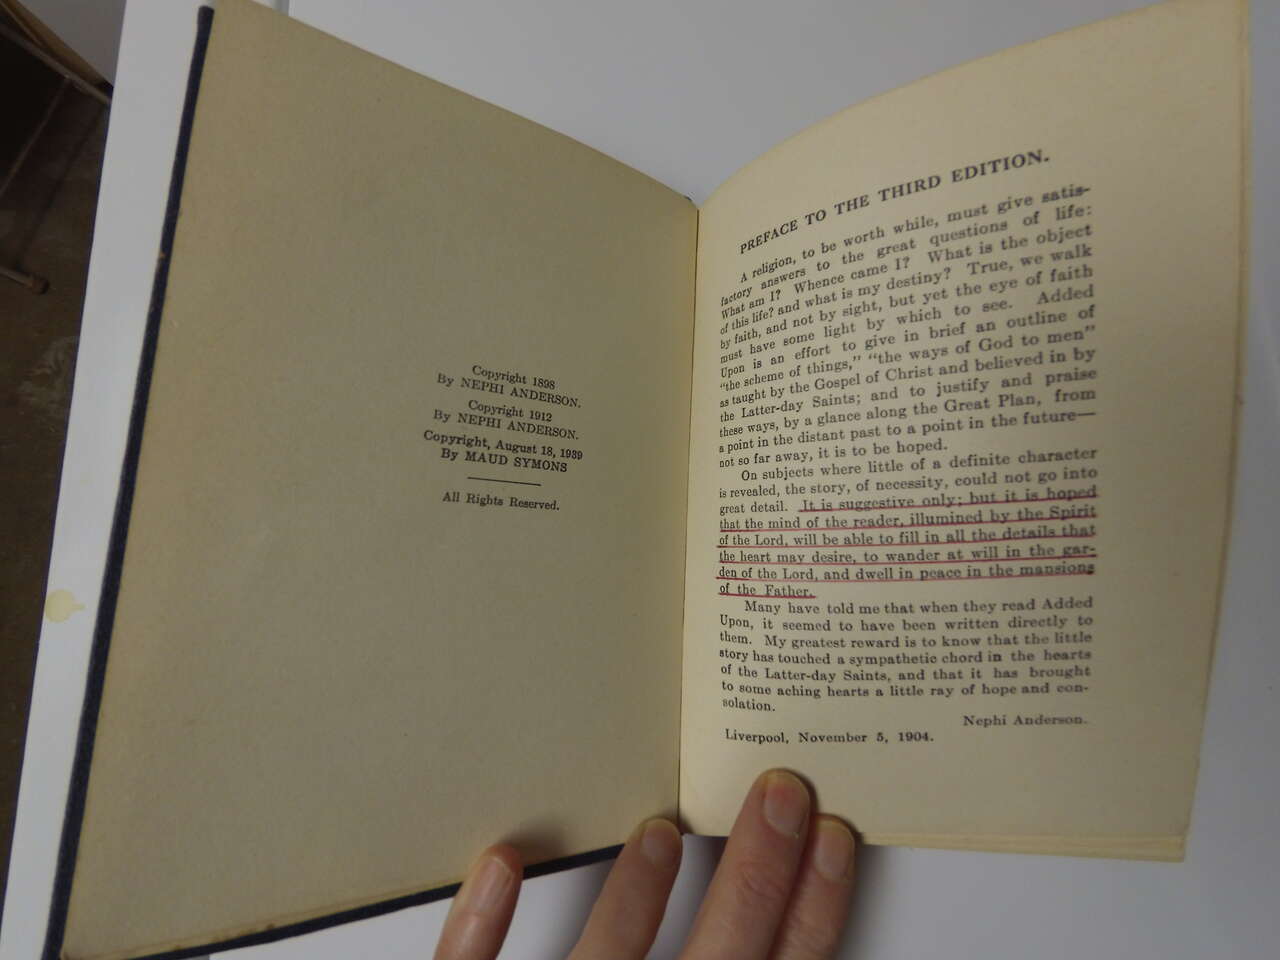 Copyright 1898
By NEPHI ANDERSON.
Copyright 1912
By NEPHI ANDERSON.
Copyright, August 18, 1939
By MAUD SYMONS
All Rights Reserved.
PREFACE TO THE THIRD EDITION.
A religion, to be worth while, must give satis-
factory answers to the great questions of life:
What am I? Whence came I? What is the object
of this life? and what is my destiny? True, we walk
by faith, and not by sight, but yet the eye of faith
must have some light by which to see. Added
Upon is an effort to give in brief an outline of
"the scheme of things," "the ways of God to men"
as taught by the Gospel of Christ and believed in by
the Latter-day Saints; and to justify and praise
these ways, by a glance along the Great Plan, from
a point in the distant past to a point in the future—
not so far away, it is to be hoped.
On subjects where little of a definite character
is revealed, the story, of necessity, could not go into
great detail. It is suggestive only; but it is hoped
that the mind of the reader, illumined by the Spirit
of the Lord, will be able to fill in all the details that
the heart may desire, to wander at will in the gar-
den of the Lord, and dwell in peace in the mansions
of the Father.
Many have told me that when they read Added
Upon, it seemed to have been written directly to
them. My greatest reward is to know that the little
story has touched a sympathetic chord in the hearts
of the Latter-day Saints, and that it has brought
to some aching hearts a little ray of hope and con-
solation.
Nephi Anderson.
Liverpool, November 5, 1904.